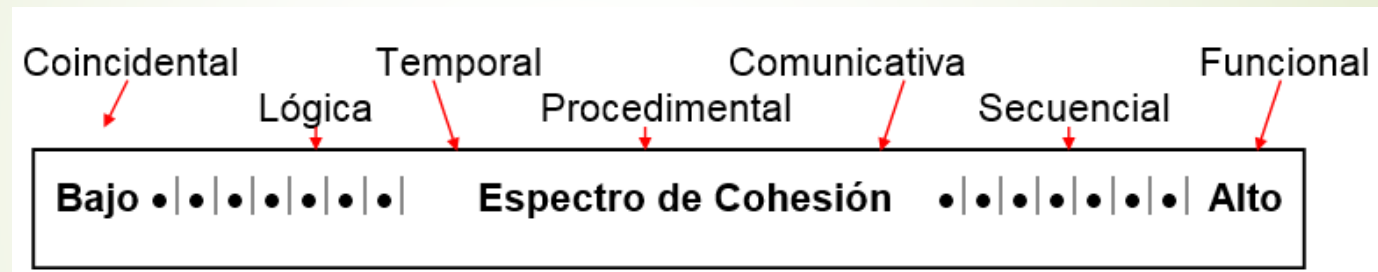 Coincidental Temporal Comunicativa Funcional
Lógica Procedimental Secuencial
Bajo •|•|•|•|•|•|•| Espectro de Cohesión •|•|•|•|•|•|•| Alto